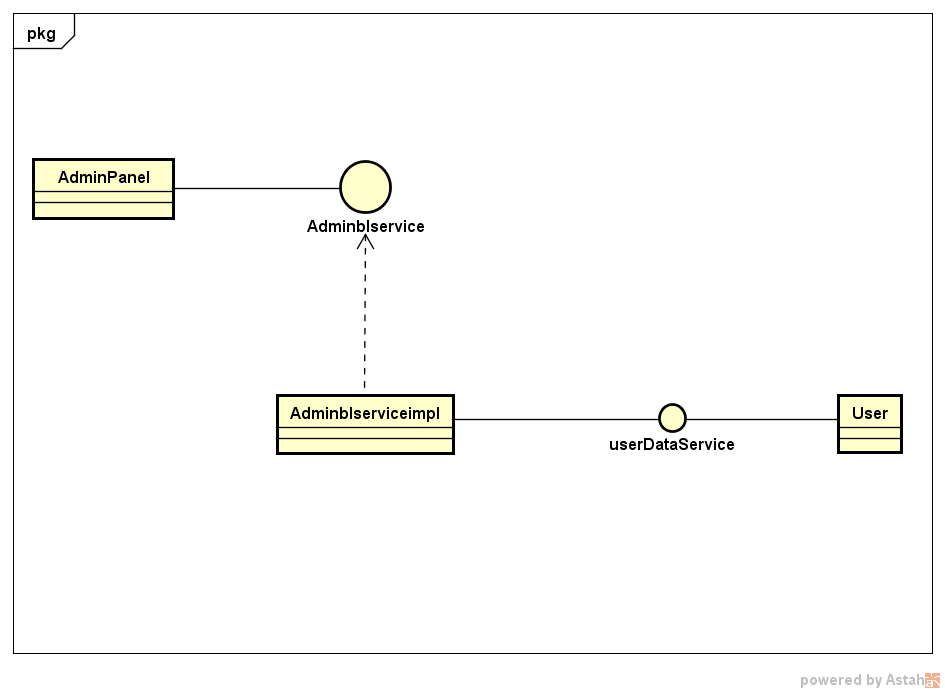 pkg
AdminPanel
Adminblservice
Adminblserviceimpl
User
userDataService
powered by Astah